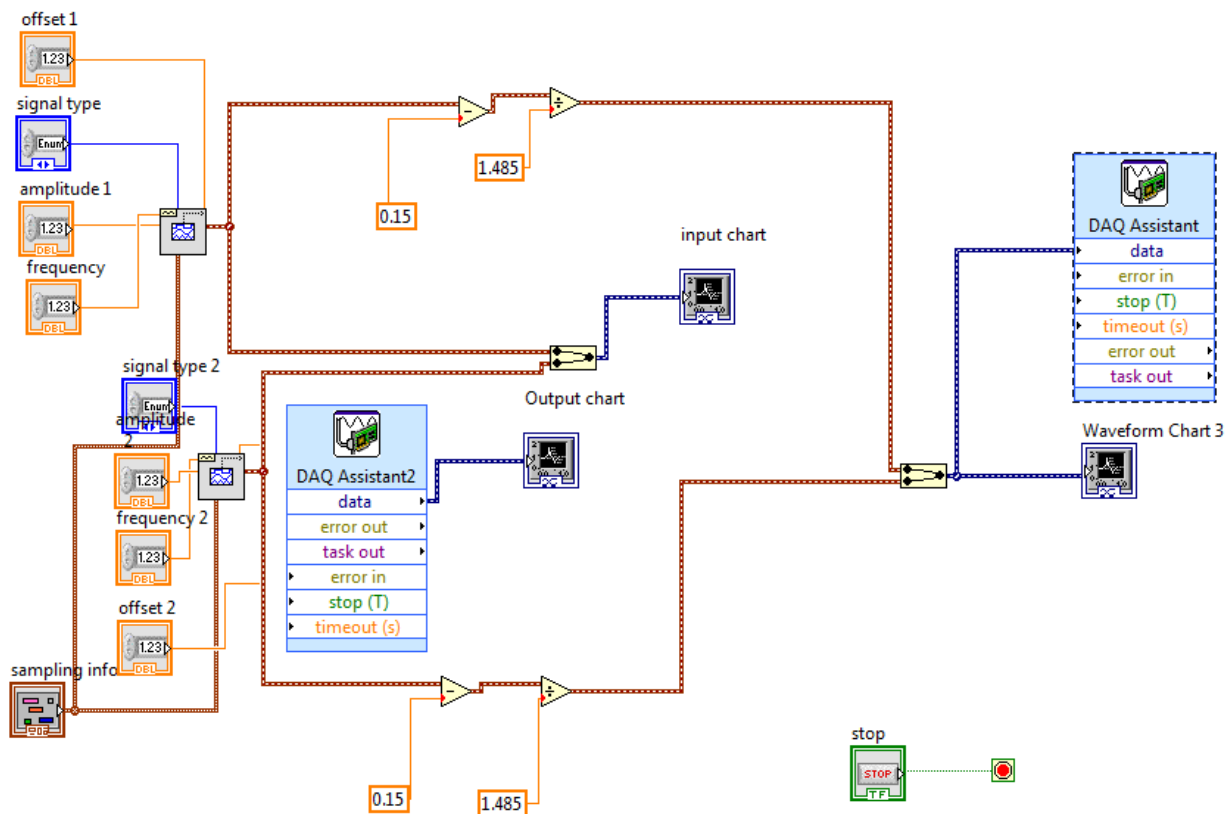 offset 1
1.23
DBL
signal type
Enum
amplitude 1
1.23
DBL
frequency
1.23
DBL
0.15
1.485
input chart
DAQ Assistant
data
error in
stop (T)
timeout (s)
error out
task out
signal type 2
Enum
amplitude
2
1.23
DBL
frequency 2
1.23
DBL
offset 2
1.23
DBL
sampling info
DAQ Assistant2
data
error out
task out
error in
stop (T)
timeout (s)
Output chart
Waveform Chart 3
0.15
1.485
stop
STOP
TF